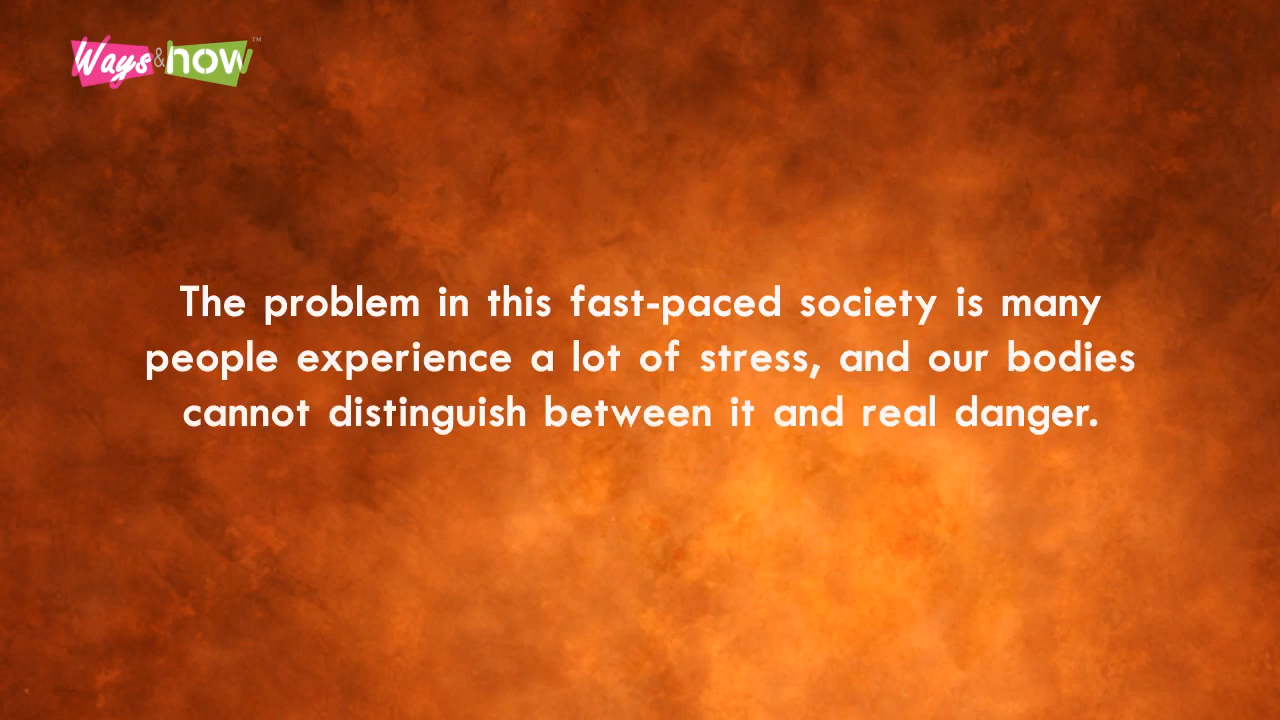 Ways&how™
The problem in this fast-paced society is many
people experience a lot of stress, and our bodies
cannot distinguish between it and real danger.